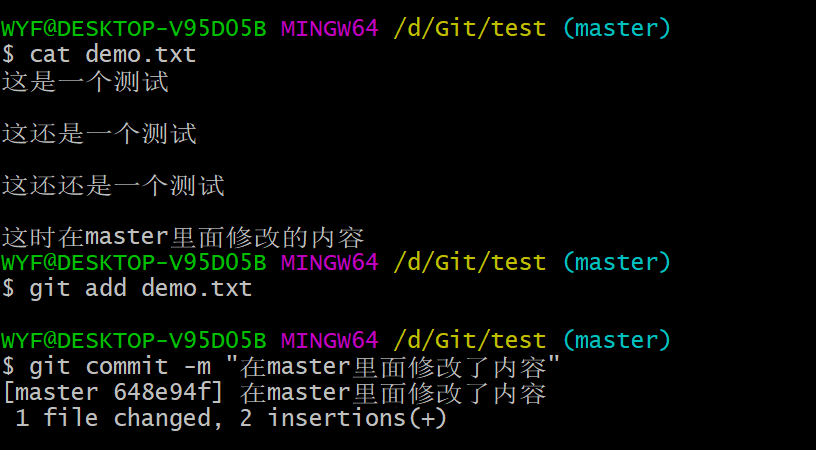 WYF@DESKTOP-V95DO5B MINGW64 /d/Git/test (master)
$ cat demo.txt
这是一个测试
这还是一个测试
这还还是一个测试
这时在master里面修改的内容
WYF@DESKTOP-V95DO5B MINGW64 /d/Git/test (master)
$ git add demo.txt
WYF@DESKTOP-V95DO5B MINGW64 /d/Git/test (master)
$ git commit -m "在master里面修改了内容"
[master 648e94f] 在master里面修改了内容
 1 file changed, 2 insertions(+)